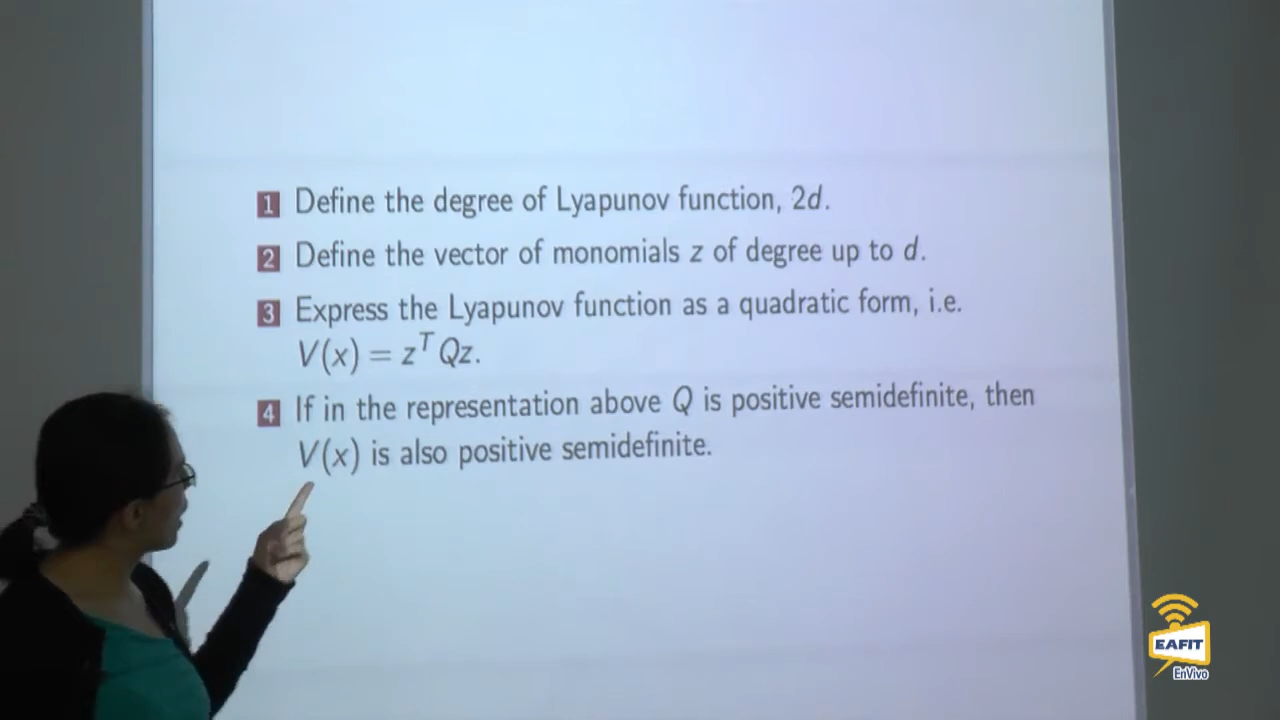 1 Define the degree of Lyapunov function, 2d.
2 Define the vector of monomials z of degree up to d.
3 Express the Lyapunov function as a quadratic form, i.e.
V(x) = z^T Qz.
4 If in the representation above Q is positive semidefinite, then
V(x) is also positive semidefinite.
EAFIT
EnVivo